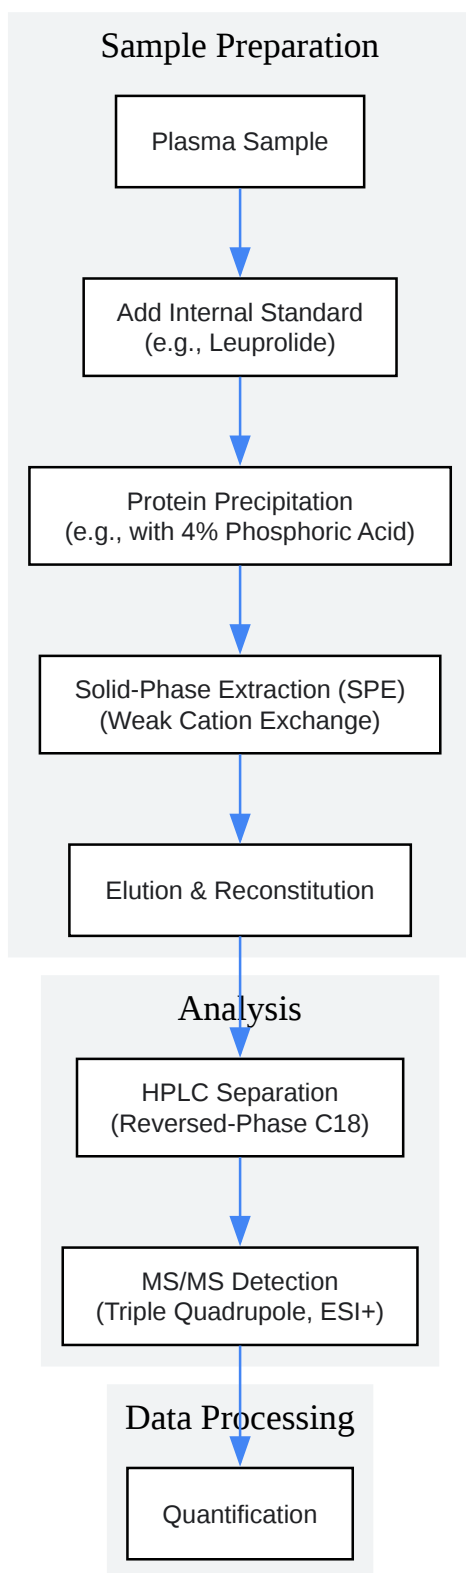 Sample Preparation
Plasma Sample
Add Internal Standard
(e.g., Leuprolide)
Protein Precipitation
(e.g., with 4% Phosphoric Acid)
Solid-Phase Extraction (SPE)
(Weak Cation Exchange)
Elution & Reconstitution
Analysis
HPLC Separation
(Reversed-Phase C18)
MS/MS Detection
(Triple Quadrupole, ESI+)
Data Processing
Quantification